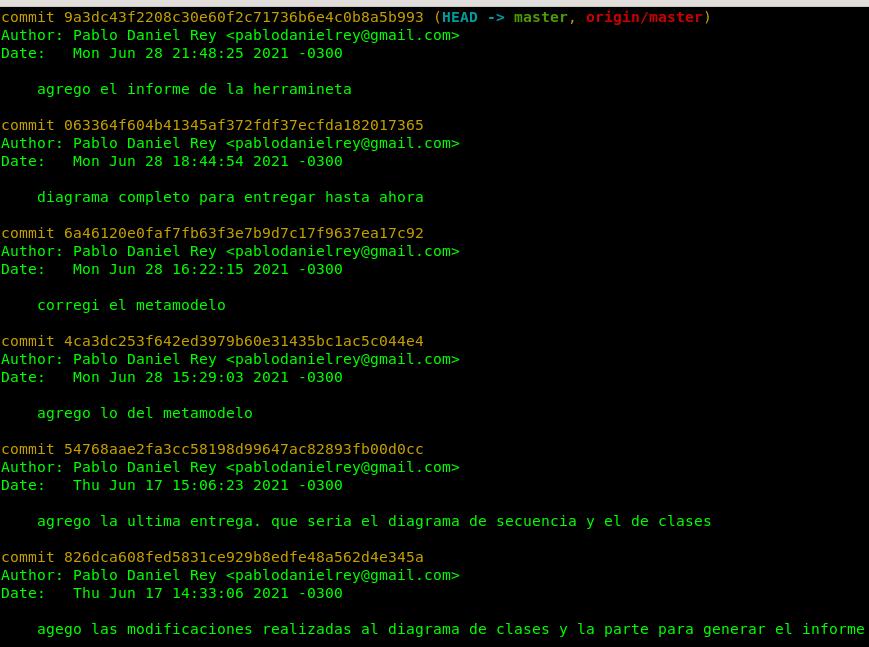 commit 9a3dc43f2208c30e60f2c71736b6e4c0b8a5b993 (HEAD -> master, origin/master)
Author: Pablo Daniel Rey <pablodanielrey@gmail.com>
Date:   Mon Jun 28 21:48:25 2021 -0300
agrego el informe de la herramineta
commit 063364f604b41345af372fdf37ecfda182017365
Author: Pablo Daniel Rey <pablodanielrey@gmail.com>
Date:   Mon Jun 28 18:44:54 2021 -0300
diagrama completo para entregar hasta ahora
commit 6a46120e0faf7fb63f3e7b9d7c17f9637ea17c92
Author: Pablo Daniel Rey <pablodanielrey@gmail.com>
Date:   Mon Jun 28 16:22:15 2021 -0300
corregi el metamodelo
commit 4ca3dc253f642ed3979b60e31435bc1ac5c044e4
Author: Pablo Daniel Rey <pablodanielrey@gmail.com>
Date:   Mon Jun 28 15:29:03 2021 -0300
agrego lo del metamodelo
commit 54768aae2fa3cc58198d99647ac82893fb00d0cc
Author: Pablo Daniel Rey <pablodanielrey@gmail.com>
Date:   Thu Jun 17 15:06:23 2021 -0300
agrego la ultima entrega. que seria el diagrama de secuencia y el de clases
commit 826dca608fed5831ce929b8edfe48a562d4e345a
Author: Pablo Daniel Rey <pablodanielrey@gmail.com>
Date:   Thu Jun 17 14:33:06 2021 -0300
agego las modificaciones realizadas al diagrama de clases y la parte para generar el informe